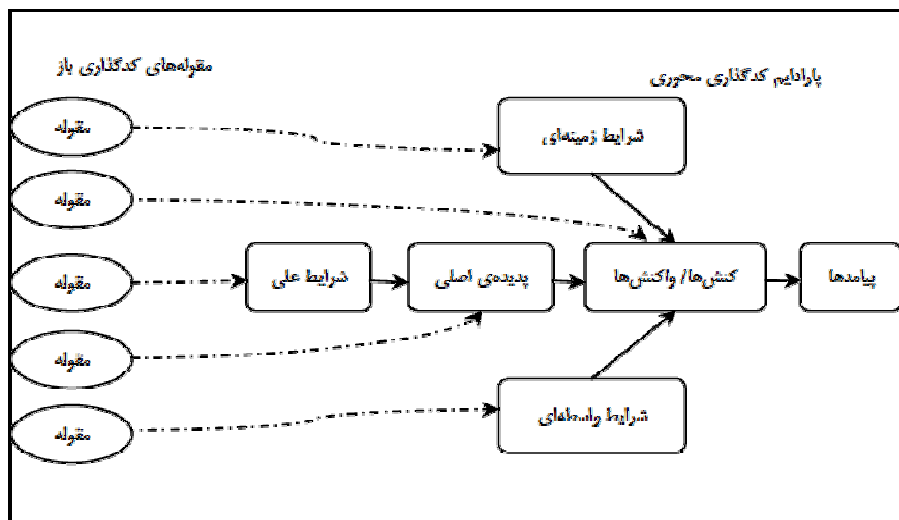 پارادایم کدگذاری محوری
مقوله‌های کدگذاری باز
شرایط زمینه‌ای
مقوله
مقوله
پیامدها
کنش‌ها/ واکنش‌ها
پدیده‌ی اصلی
شرایط علی
مقوله
مقوله
شرایط واسطه‌ای
مقوله